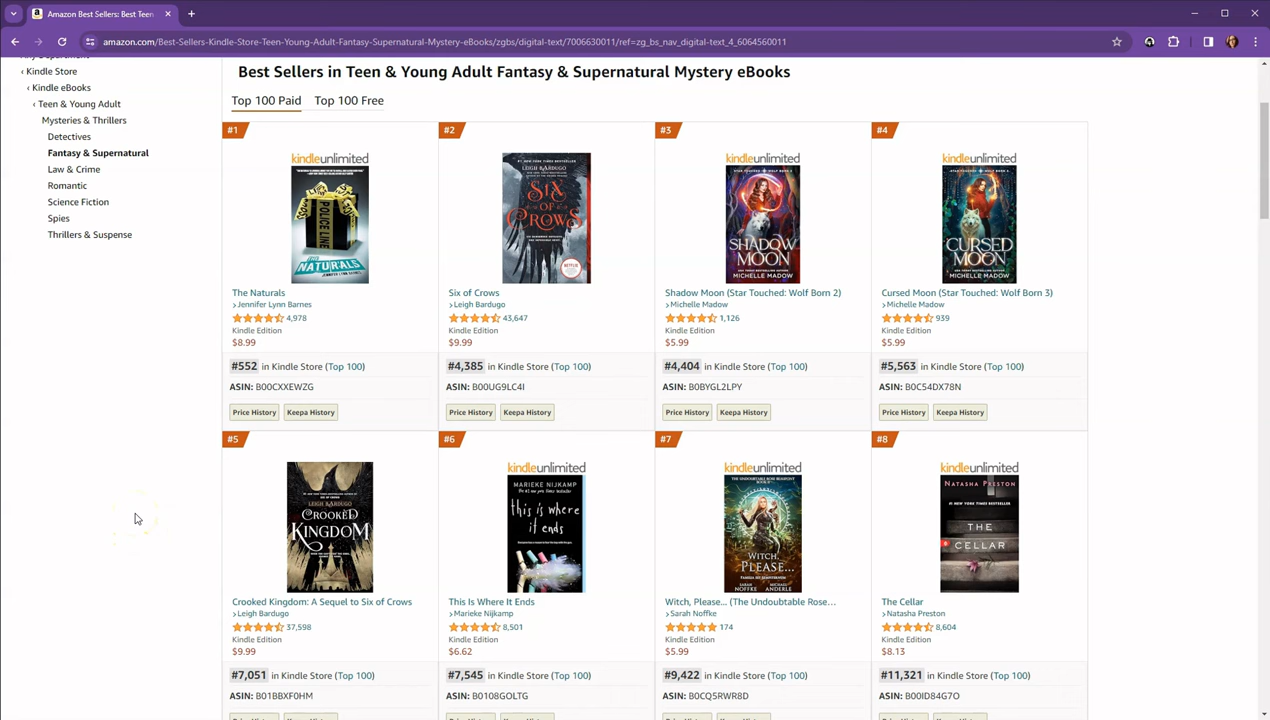 Amazon Best Sellers: Best Teen
amazon.com/Best-Sellers-Kindle-Store-Teen-Young-Adult-Fantasy-Supernatural-Mystery-eBooks/zgbs/digital-text/7006630011/ref=zg_bs_nav_digital-text_4_6064560011
‹ Kindle Store
‹ Kindle eBooks
‹ Teen & Young Adult
Mysteries & Thrillers
Detectives
Fantasy & Supernatural
Law & Crime
Romantic
Science Fiction
Spies
Thrillers & Suspense
Best Sellers in Teen & Young Adult Fantasy & Supernatural Mystery eBooks
Top 100 Paid Top 100 Free
#1 #2 #3 #4
kindleunlimited kindleunlimited kindleunlimited
POLICE LINE
THE NATURALS
LEIGH BARDUGO
SIX OF CROWS
SHADOW MOON
MICHELLE MADOW
CURSED MOON
MICHELLE MADOW
The Naturals Six of Crows Shadow Moon (Star Touched: Wolf Born 2) Cursed Moon (Star Touched: Wolf Born 3)
› Jennifer Lynn Barnes › Leigh Bardugo › Michelle Madow › Michelle Madow
4,978 43,647 1,126 939
Kindle Edition Kindle Edition Kindle Edition Kindle Edition
$8.99 $9.99 $5.99 $5.99
#552 in Kindle Store (Top 100) #4,385 in Kindle Store (Top 100) #4,404 in Kindle Store (Top 100) #5,563 in Kindle Store (Top 100)
ASIN: B00CXXEWZG ASIN: B00UG9LC4I ASIN: B0BYGL2LPY ASIN: B0C54DX78N
Price History Keepa History Price History Keepa History Price History Keepa History Price History Keepa History
#5 #6 #7 #8
kindleunlimited kindleunlimited kindleunlimited
LEIGH BARDUGO
CROOKED KINGDOM
MARIEKE NIJKAMP
this is where it ends
WITCH, PLEASE...
SARAH NOFFKE MICHAEL ANDERLE
NATASHA PRESTON
THE CELLAR
Crooked Kingdom: A Sequel to Six of Crows This Is Where It Ends Witch, Please... (The Undoubtable Rose… The Cellar
› Leigh Bardugo › Marieke Nijkamp › Sarah Noffke › Natasha Preston
37,598 8,501 174 8,604
Kindle Edition Kindle Edition Kindle Edition Kindle Edition
$9.99 $6.62 $5.99 $8.13
#7,051 in Kindle Store (Top 100) #7,545 in Kindle Store (Top 100) #9,422 in Kindle Store (Top 100) #11,321 in Kindle Store (Top 100)
ASIN: B01BBXF0HM ASIN: B0108GOLTG ASIN: B0CQ5RWR8D ASIN: B00ID84G7O